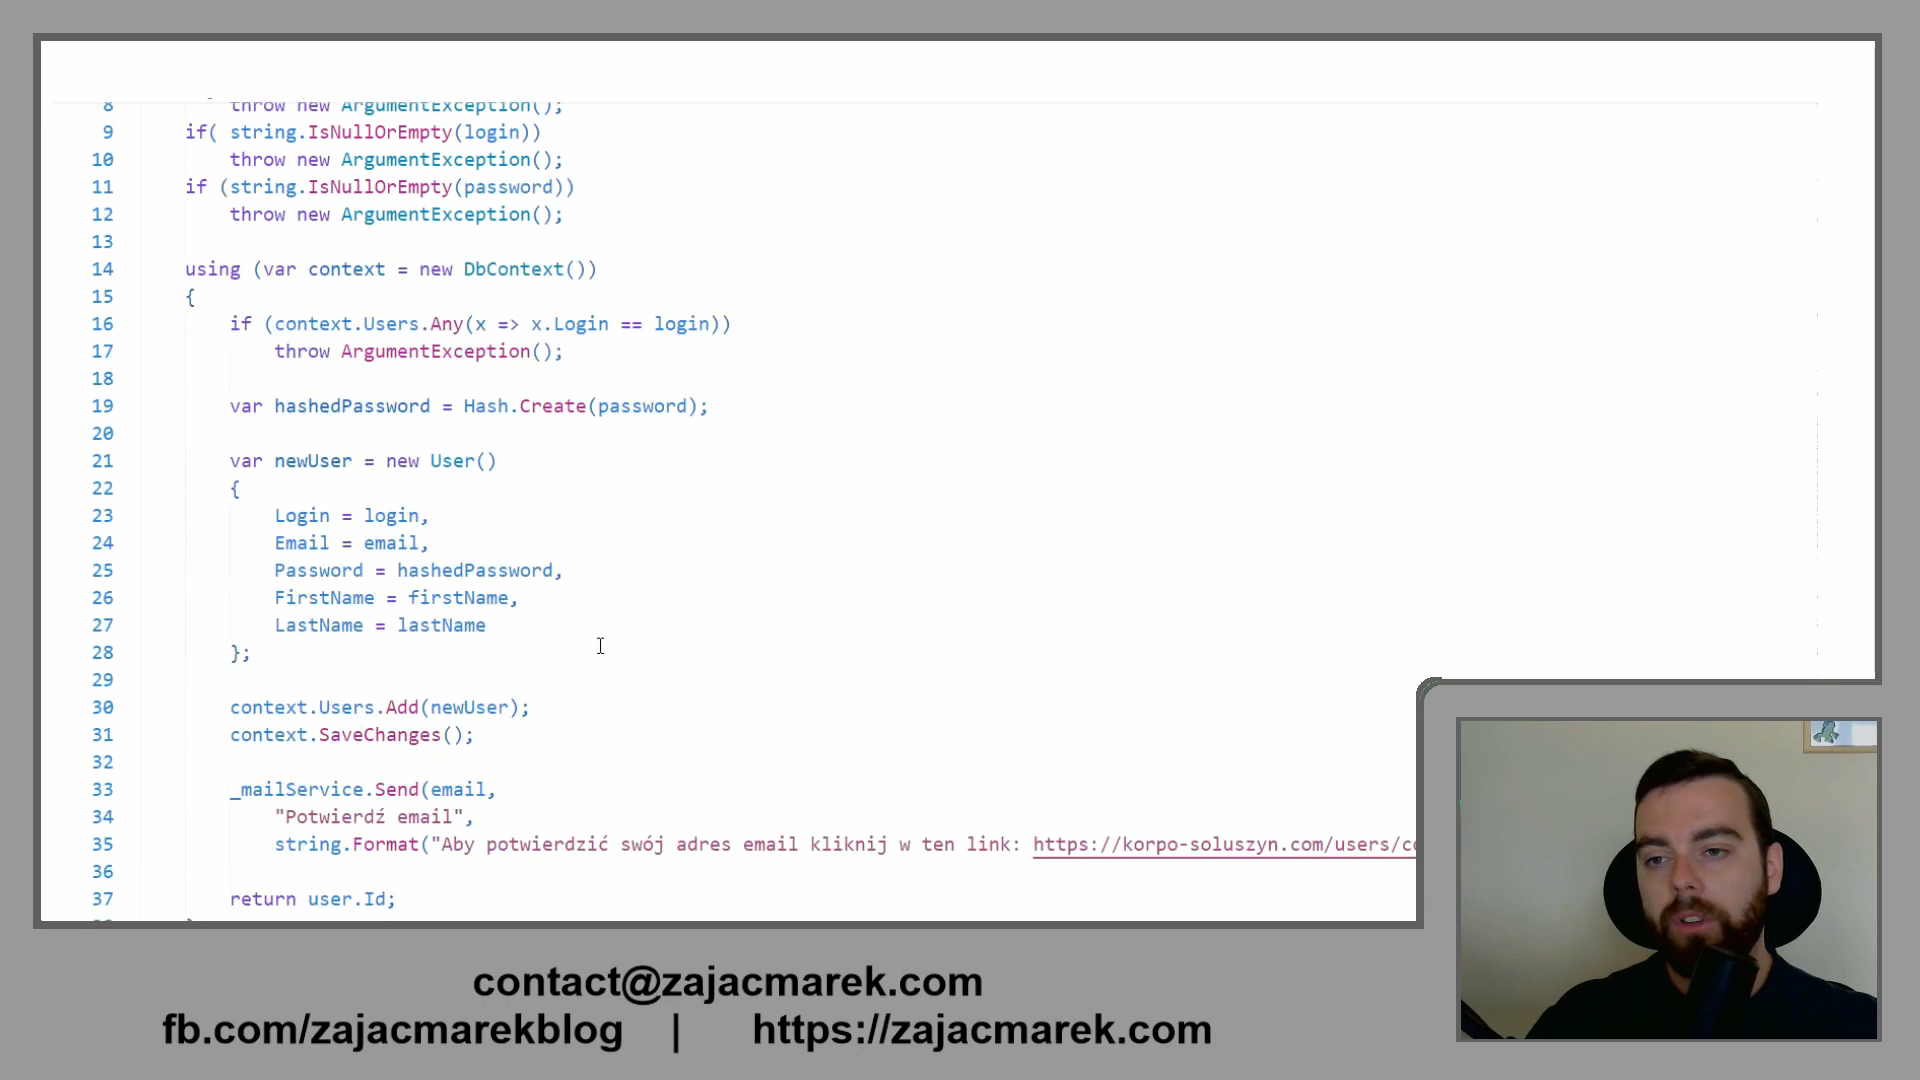 8 throw new ArgumentException();
9 if( string.IsNullOrEmpty(login))
10 throw new ArgumentException();
11 if (string.IsNullOrEmpty(password))
12 throw new ArgumentException();
13
14 using (var context = new DbContext())
15 {
16 if (context.Users.Any(x => x.Login == login))
17 throw ArgumentException();
18
19 var hashedPassword = Hash.Create(password);
20
21 var newUser = new User()
22 {
23 Login = login,
24 Email = email,
25 Password = hashedPassword,
26 FirstName = firstName,
27 LastName = lastName
28 };
29
30 context.Users.Add(newUser);
31 context.SaveChanges();
32
33 _mailService.Send(email,
34 "Potwierdź email",
35 string.Format("Aby potwierdzić swój adres email kliknij w ten link: https://korpo-soluszyn.com/users/co
36
37 return user.Id;
contact@zajacmarek.com
fb.com/zajacmarekblog | https://zajacmarek.com